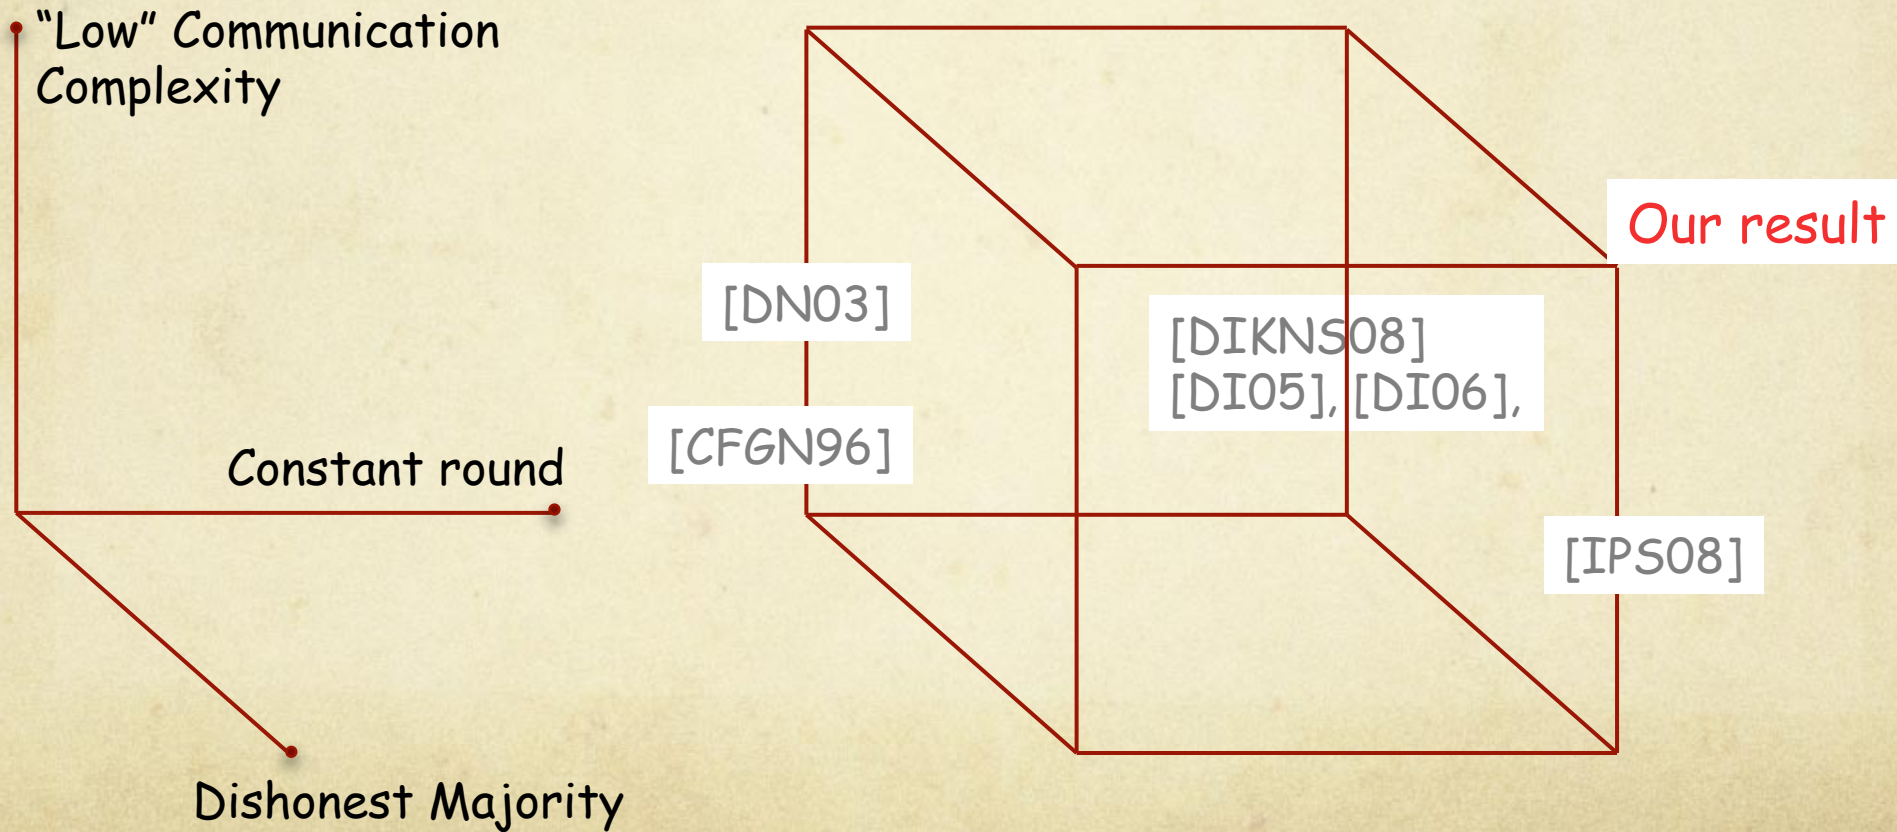 “Low” Communication
Complexity
Constant round
Dishonest Majority
Our result
[DN03]
[DIKNS08]
[DI05], [DI06],
[CFGN96]
[IPS08]